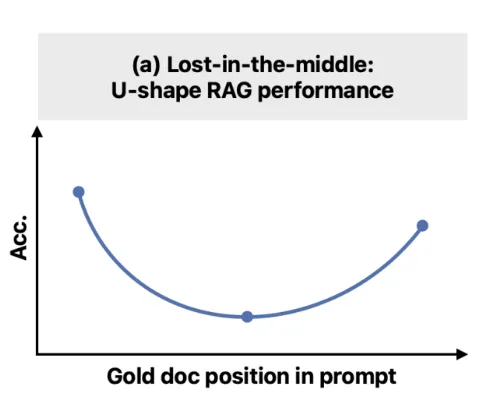 (a) Lost-in-the-middle:
U-shape RAG performance
Acc.
Gold doc position in prompt